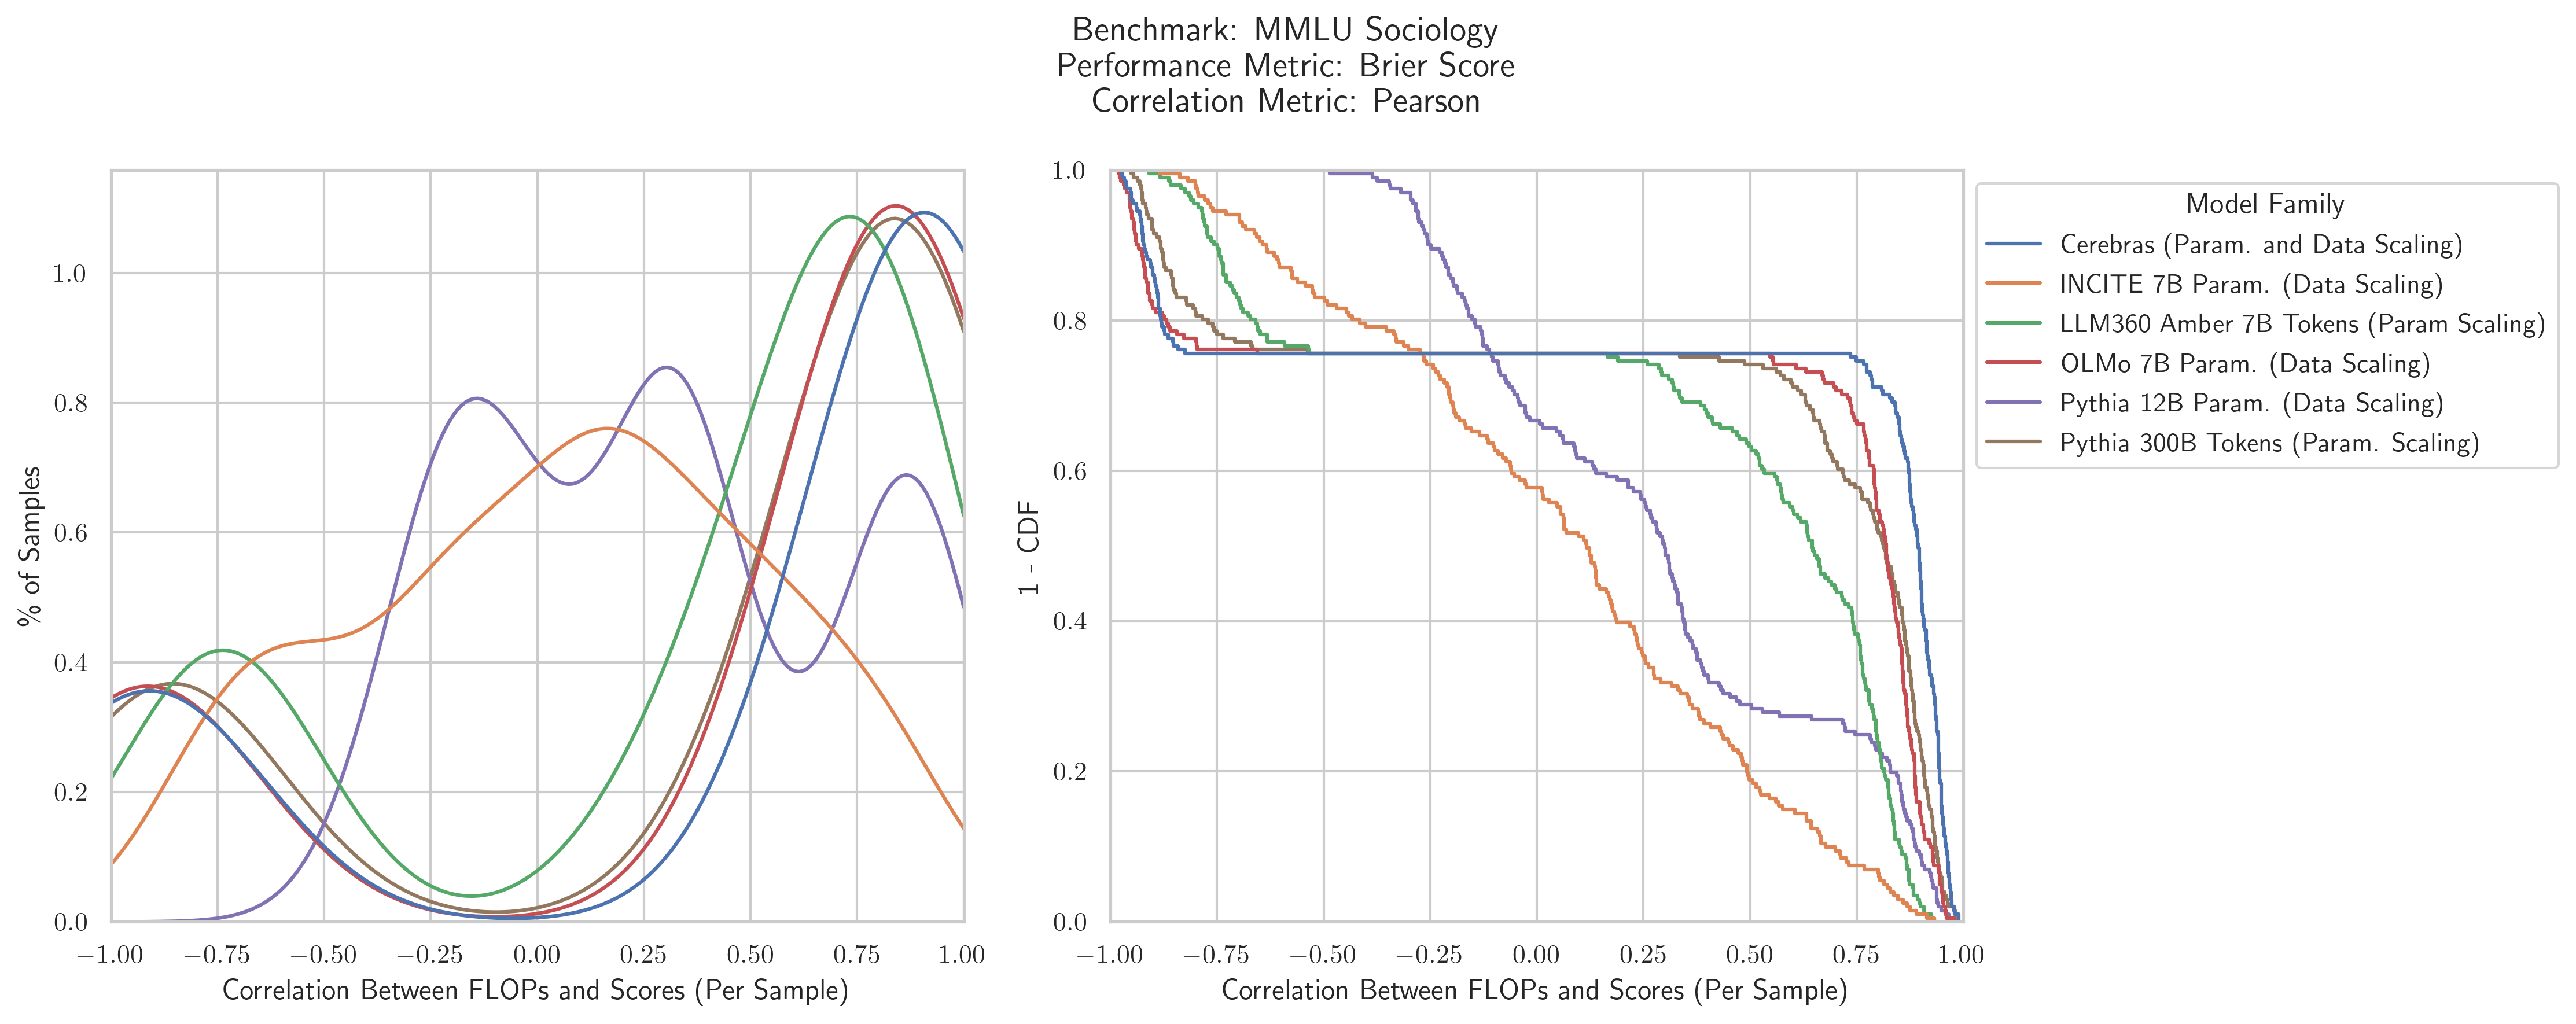 Benchmark: MMLU Sociology
Performance Metric: Brier Score
Correlation Metric: Pearson
% of Samples
0.0
0.2
0.4
0.6
0.8
1.0
−1.00
−0.75
−0.50
−0.25
0.00
0.25
0.50
0.75
1.00
Correlation Between FLOPs and Scores (Per Sample)
1 - CDF
0.0
0.2
0.4
0.6
0.8
1.0
−1.00
−0.75
−0.50
−0.25
0.00
0.25
0.50
0.75
1.00
Correlation Between FLOPs and Scores (Per Sample)
Model Family
Cerebras (Param. and Data Scaling)
INCITE 7B Param. (Data Scaling)
LLM360 Amber 7B Tokens (Param Scaling)
OLMo 7B Param. (Data Scaling)
Pythia 12B Param. (Data Scaling)
Pythia 300B Tokens (Param. Scaling)